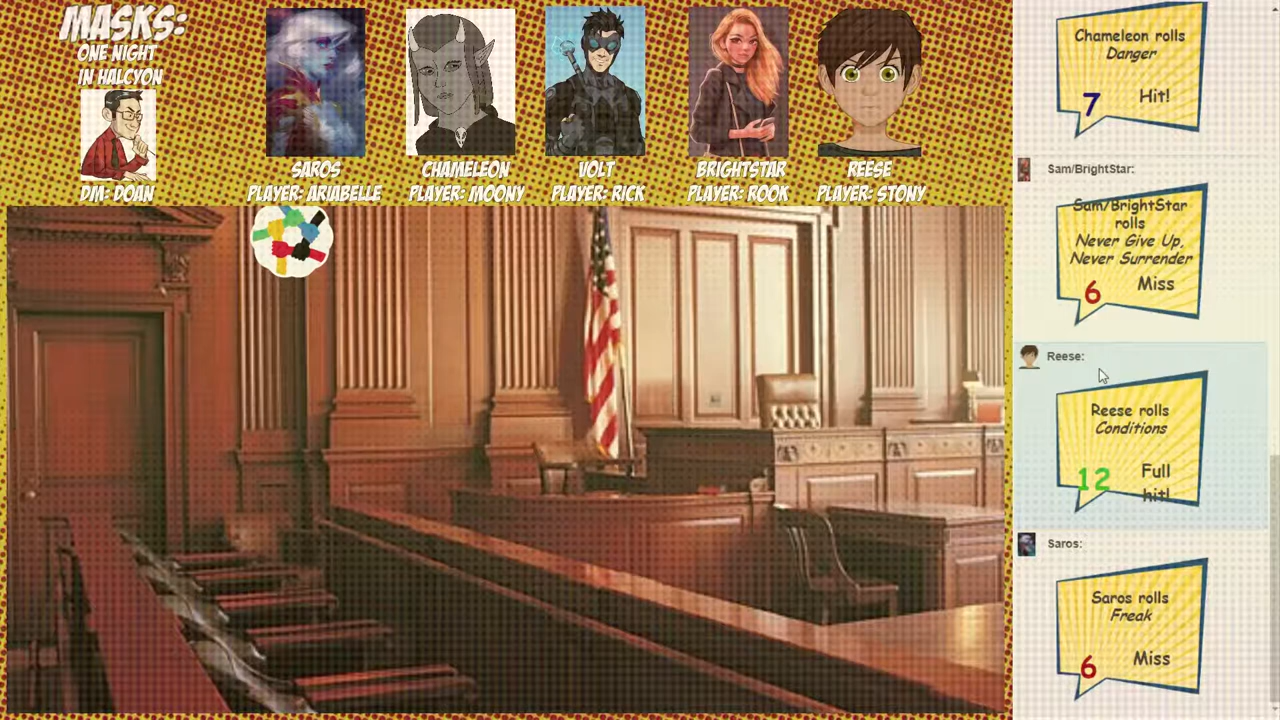 MASKS:
ONE NIGHT
IN HALCYON
DM: DOAN
SAROS
PLAYER: ARIABELLE
CHAMELEON
PLAYER: MOONY
VOLT
PLAYER: RICK
BRIGHTSTAR
PLAYER: ROOK
REESE
PLAYER: STONY
Chameleon rolls
Danger
7 Hit!
Sam/BrightStar:
Sam/BrightStar
rolls
Never Give Up,
Never Surrender
6 Miss
Reese:
Reese rolls
Conditions
12 Full
hit!
Saros:
Saros rolls
Freak
6 Miss